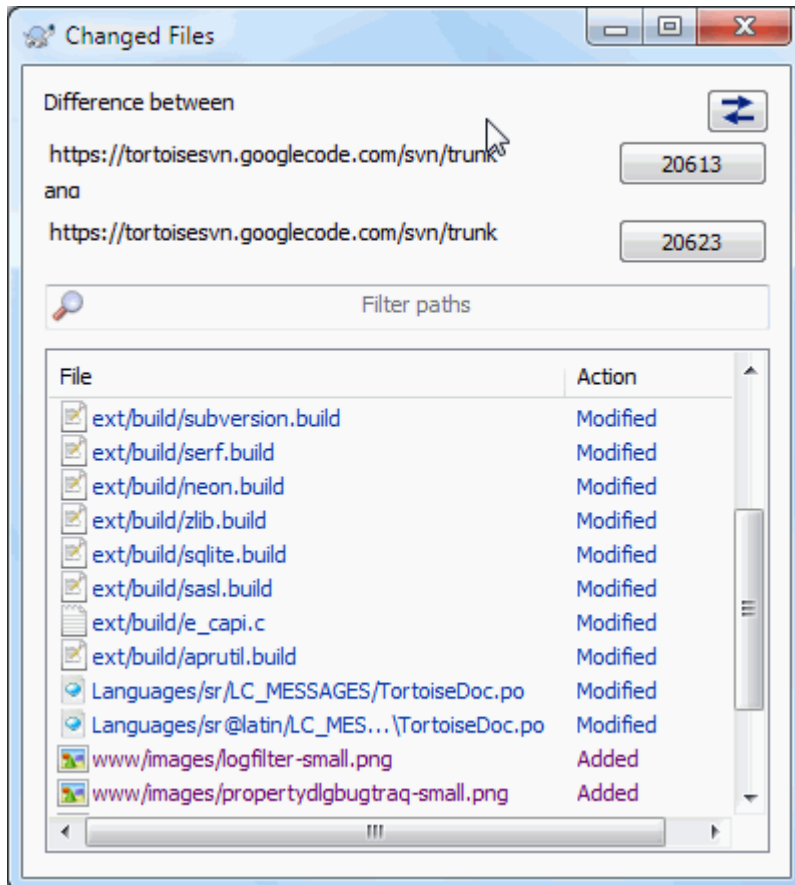 Changed Files
Difference between
https://tortoisesvn.googlecode.com/svn/trunk
20613
and
https://tortoisesvn.googlecode.com/svn/trunk
20623
Filter paths
File Action
ext/build/subversion.build Modified
ext/build/serf.build Modified
ext/build/neon.build Modified
ext/build/zlib.build Modified
ext/build/sqlite.build Modified
ext/build/sasl.build Modified
ext/build/e_capi.c Modified
ext/build/aprutil.build Modified
Languages/sr/LC_MESSAGES/TortoiseDoc.po Modified
Languages/sr@latin/LC_MES...\TortoiseDoc.po Modified
www/images/logfilter-small.png Added
www/images/propertydlgbugtraq-small.png Added